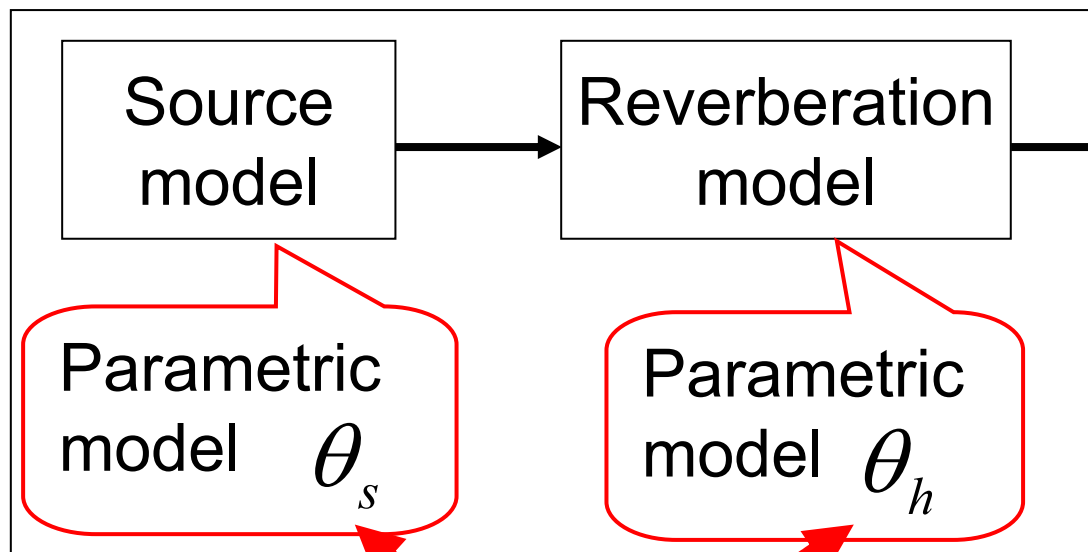 Source
model
Reverberation
model
Parametric
model θs
Parametric
model θh